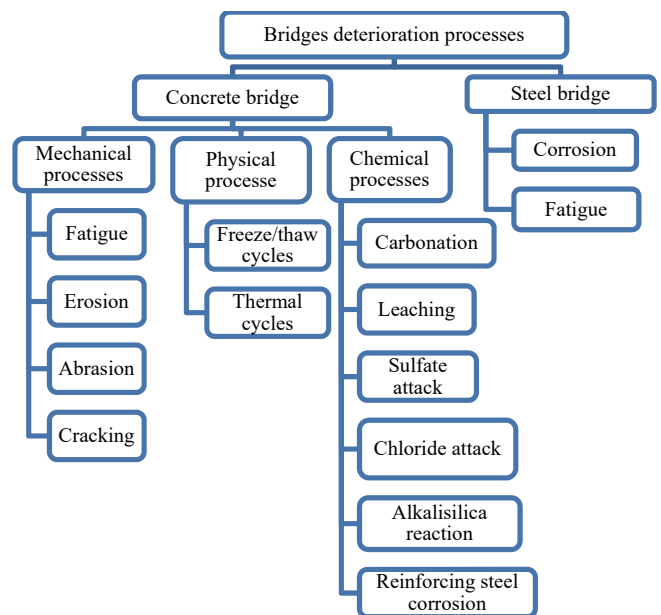 Bridges deterioration processes
Concrete bridge
Steel bridge
Mechanical
processes
Physical
processe
Chemical
processes
Corrosion
Fatigue
Fatigue
Erosion
Abrasion
Cracking
Freeze/thaw
cycles
Thermal
cycles
Carbonation
Leaching
Sulfate
attack
Chloride attack
Alkalisilica
reaction
Reinforcing steel
corrosion